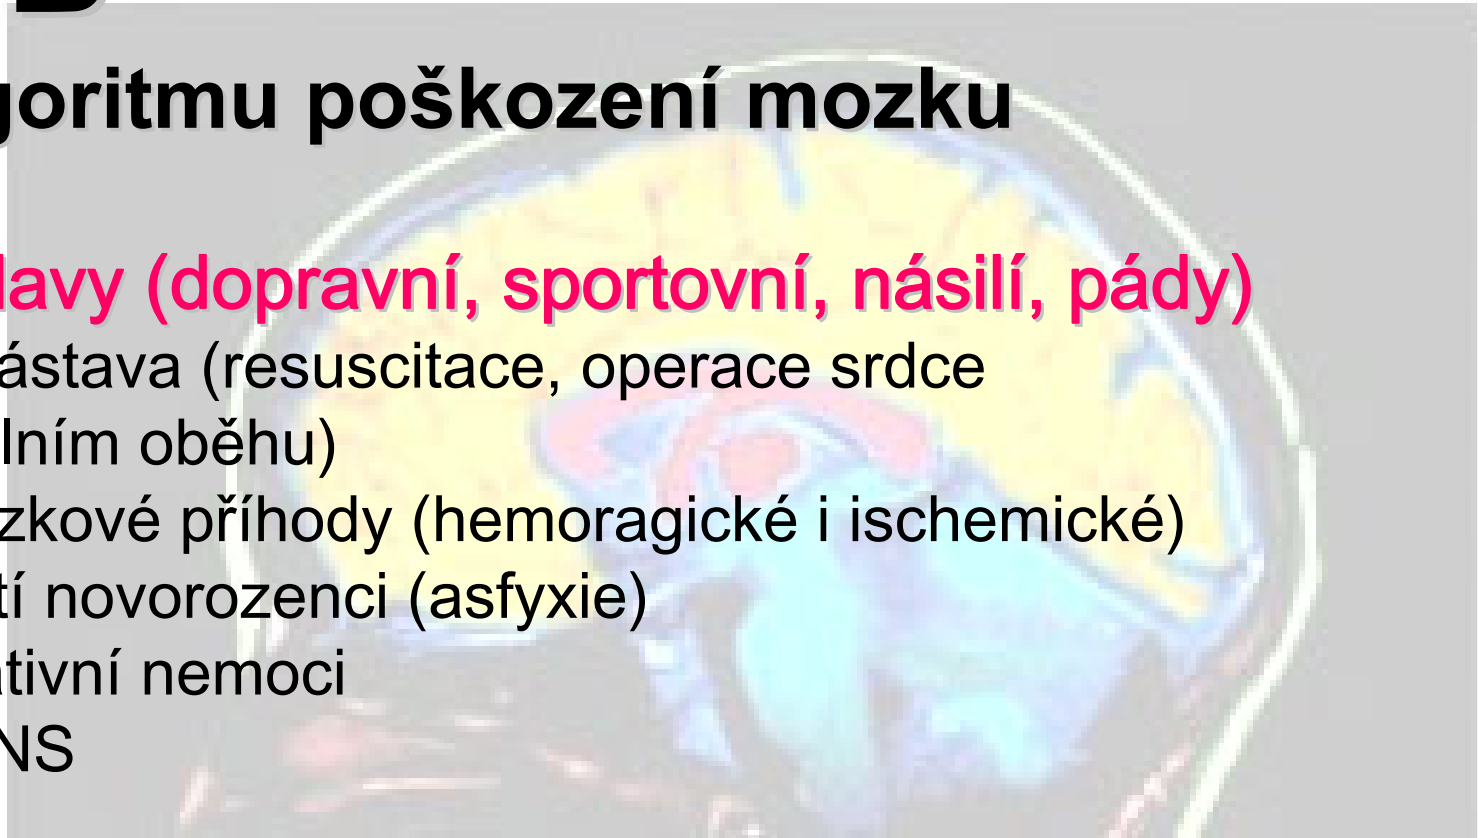 goritmu poškození mozku
lavy (dopravní, sportovní, násilí, pády)
ástava (resuscitace, operace srdce
lním oběhu)
zkové příhody (hemoragické i ischemické)
tí novorozenci (asfyxie)
ativní nemoci
NS